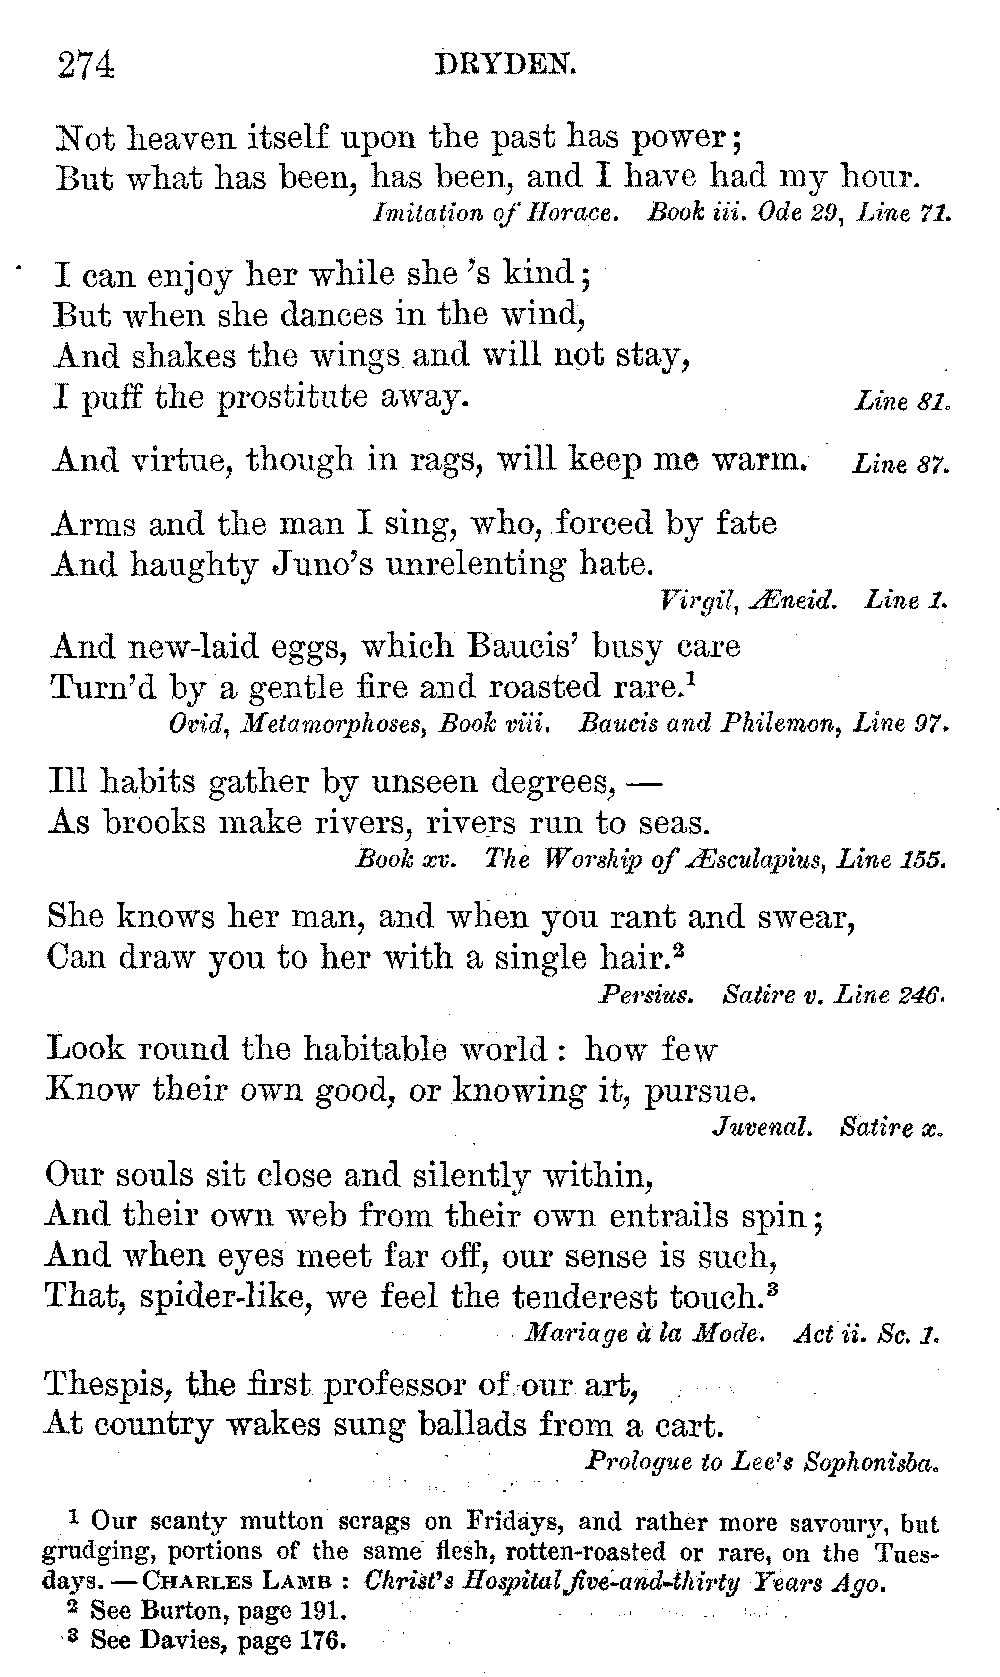 274 DRYDEN.
Not heaven itself upon the past has power;
But what has been, has been, and I have had my hour.
Imitation of Horace. Book iii. Ode 29, Line 71.
I can enjoy her while she 's kind;
But when she dances in the wind,
And shakes the wings and will not stay,
I puff the prostitute away. Line 81.
And virtue, though in rags, will keep me warm. Line 87.
Arms and the man I sing, who, forced by fate
And haughty Juno's unrelenting hate.
Virgil, Æneid. Line 1.
And new-laid eggs, which Baucis' busy care
Turn'd by a gentle fire and roasted rare.¹
Ovid, Metamorphoses, Book viii. Baucis and Philemon, Line 97.
Ill habits gather by unseen degrees, —
As brooks make rivers, rivers run to seas.
Book xv. The Worship of Æsculapius, Line 155.
She knows her man, and when you rant and swear,
Can draw you to her with a single hair.²
Persius. Satire v. Line 246.
Look round the habitable world : how few
Know their own good, or knowing it, pursue.
Juvenal. Satire x.
Our souls sit close and silently within,
And their own web from their own entrails spin;
And when eyes meet far off, our sense is such,
That, spider-like, we feel the tenderest touch.³
Mariage à la Mode. Act ii. Sc. 1.
Thespis, the first professor of our art,
At country wakes sung ballads from a cart.
Prologue to Lee's Sophonisba.
¹ Our scanty mutton scrags on Fridays, and rather more savoury, but
grudging, portions of the same flesh, rotten-roasted or rare, on the Tues-
days. — CHARLES LAMB : Christ's Hospital five-and-thirty Years Ago.
² See Burton, page 191.
³ See Davies, page 176.